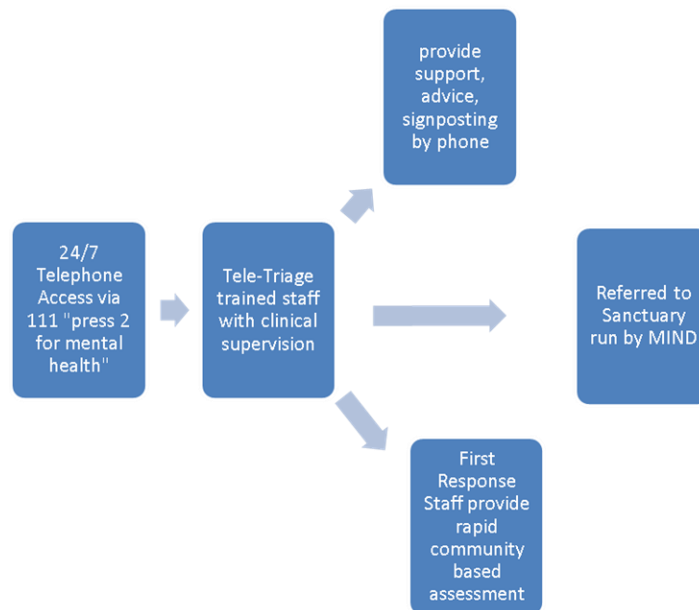 provide
support,
advice,
signposting
by phone
24/7
Telephone
Access via
111 "press 2
for mental
health"
Tele-Triage
trained staff
with clinical
supervision
Referred to
Sanctuary
run by MIND
First
Response
Staff provide
rapid
community
based
assessment